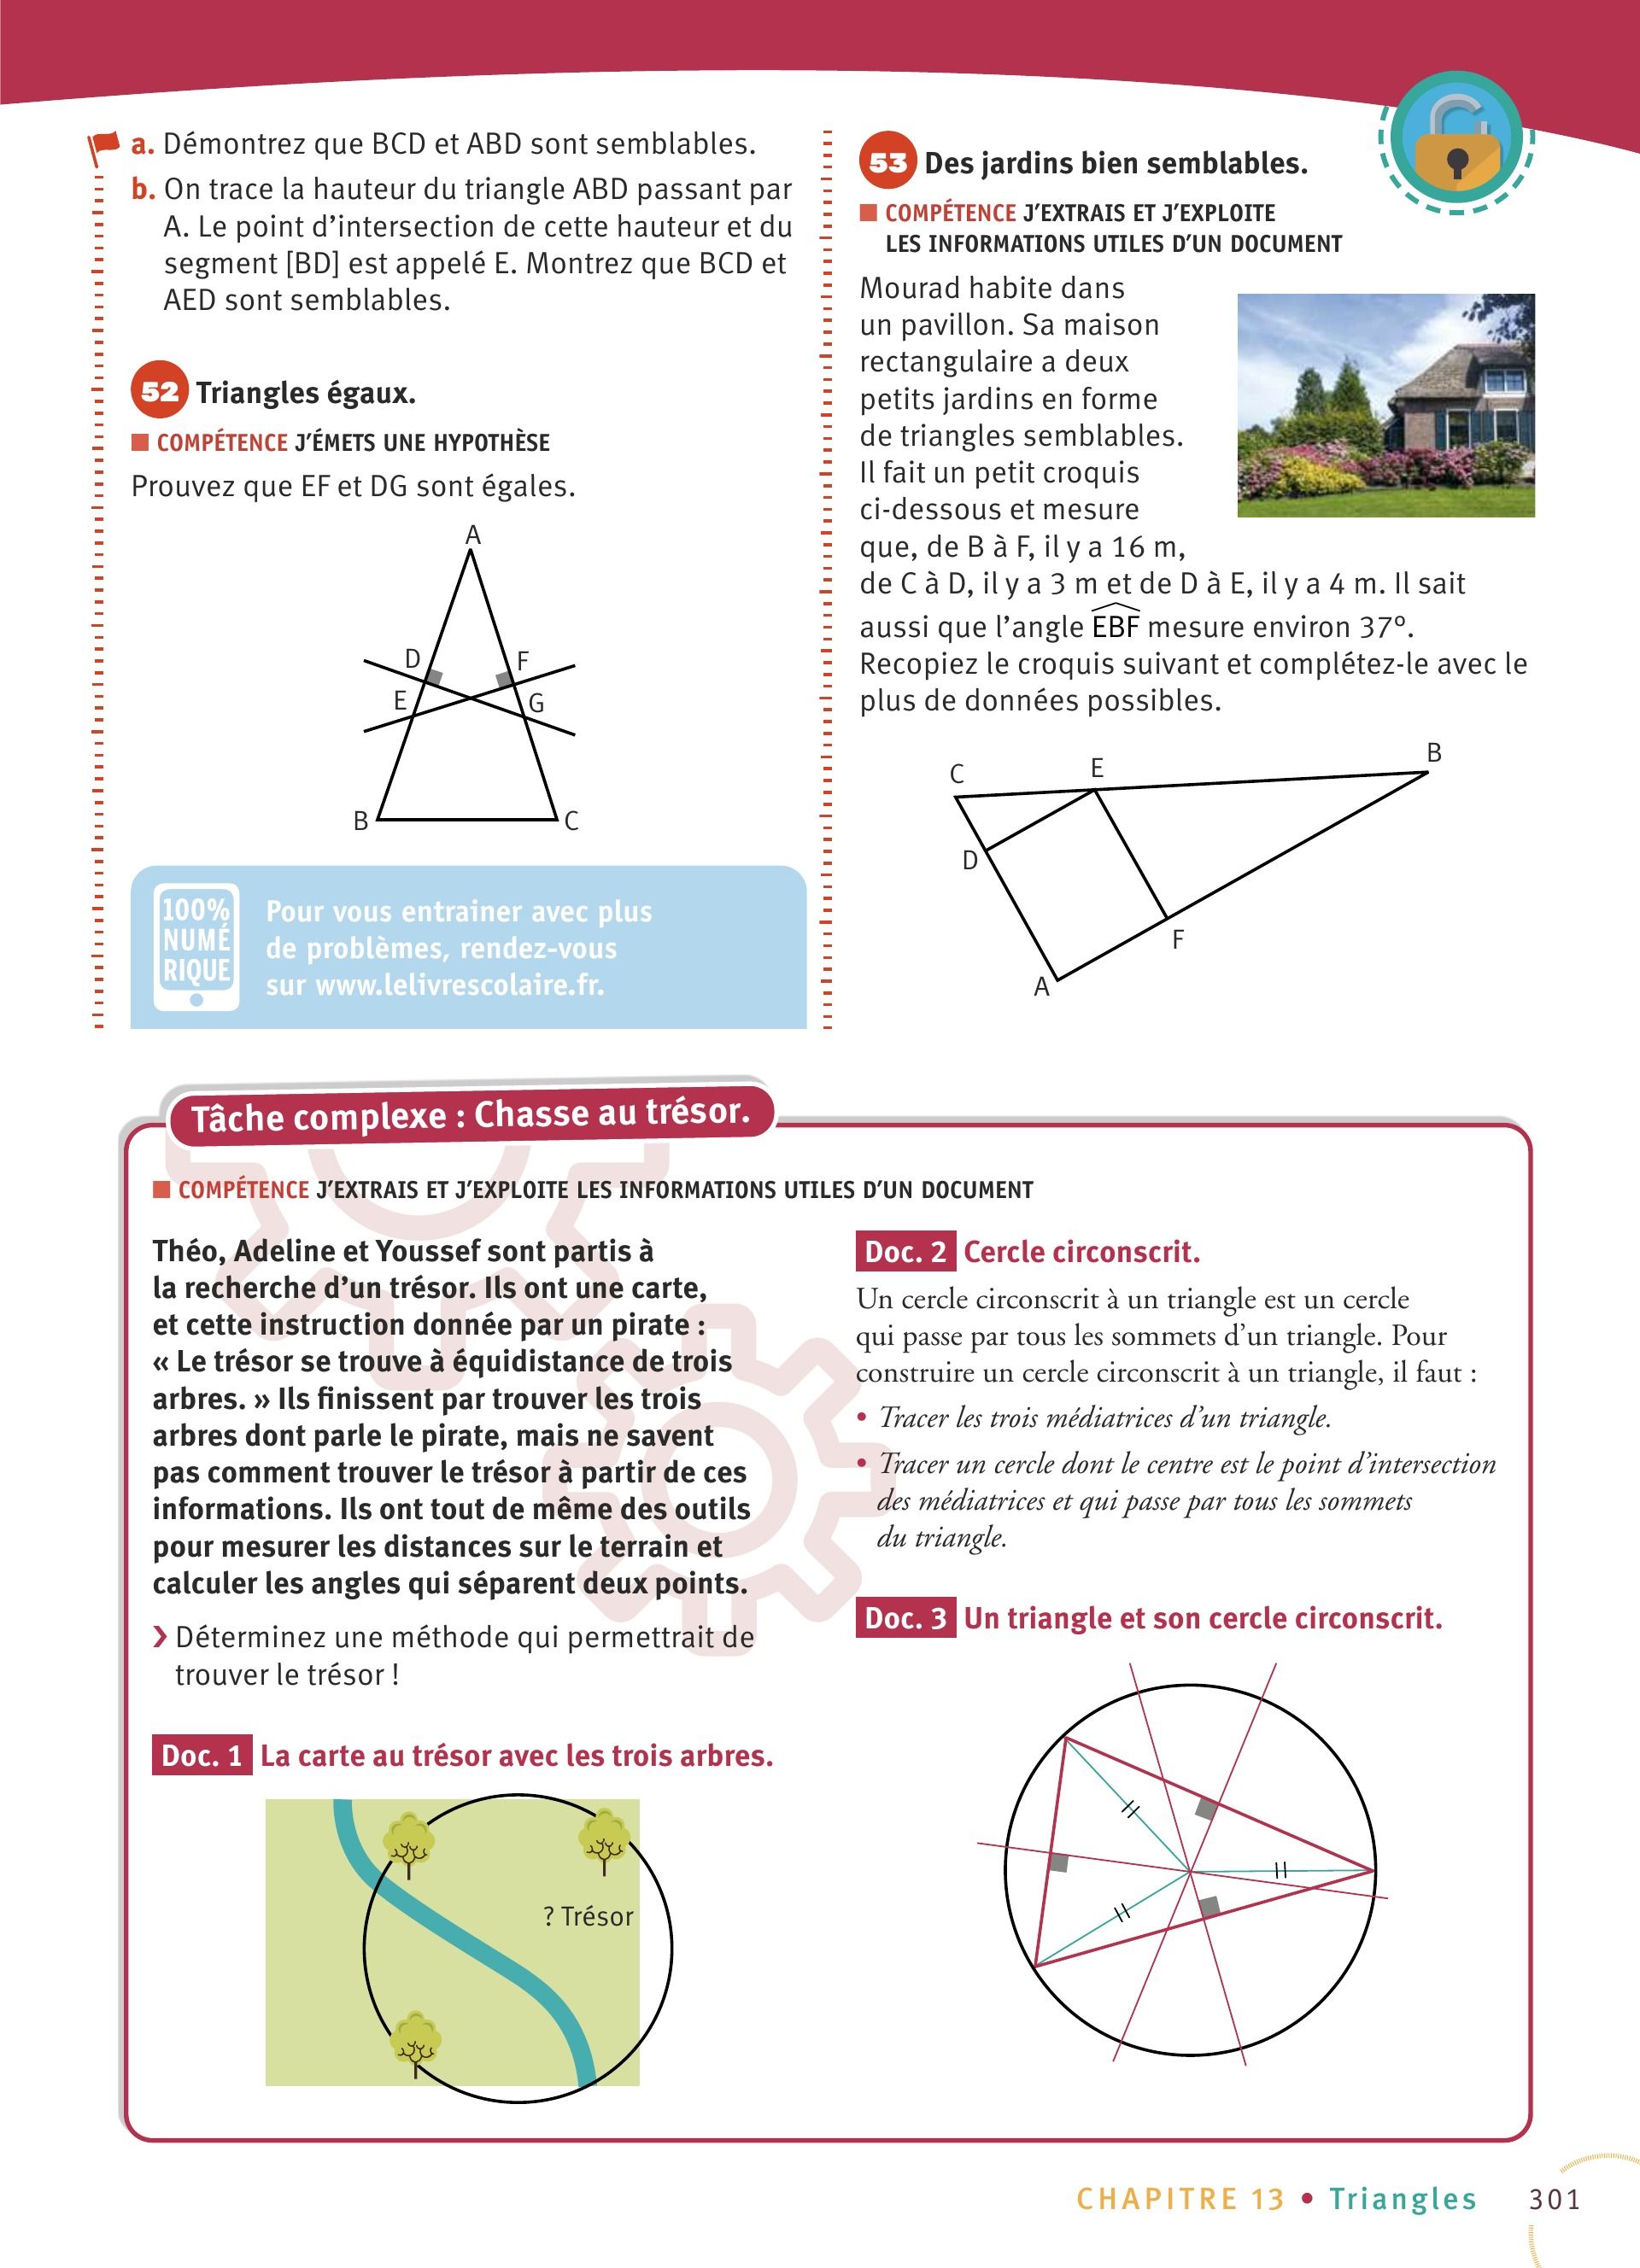 a. Démontrez que BCD et ABD sont semblables.
b. On trace la hauteur du triangle ABD passant par
A. Le point d'intersection de cette hauteur et du
segment [BD] est appelé E. Montrez que BCD et
AED sont semblables.
52 Triangles égaux.
COMPÉTENCE J'ÉMETS UNE HYPOTHÈSE
Prouvez que EF et DG sont égales.
A
D
F
E
G
B
C
100%
NUMÉ
RIQUE
Pour vous entrainer avec plus
de problèmes, rendez-vous
sur www.lelivrescolaire.fr.
53 Des jardins bien semblables.
COMPÉTENCE J'EXTRAIS ET J'EXPLOITE
LES INFORMATIONS UTILES D'UN DOCUMENT
Mourad habite dans
un pavillon. Sa maison
rectangulaire a deux
petits jardins en forme
de triangles semblables.
Il fait un petit croquis
ci-dessous et mesure
que, de B à F, il y a 16 m,
de C à D, il y a 3 m et de D à E, il y a 4 m. Il sait
aussi que l'angle EBF mesure environ 37°.
Recopiez le croquis suivant et complétez-le avec le
plus de données possibles.
B
C
E
D
F
A
Tâche complexe : Chasse au trésor.
COMPÉTENCE J'EXTRAIS ET J'EXPLOITE LES INFORMATIONS UTILES D'UN DOCUMENT
Théo, Adeline et Youssef sont partis à
la recherche d'un trésor. Ils ont une carte,
et cette instruction donnée par un pirate :
« Le trésor se trouve à équidistance de trois
arbres. » Ils finissent par trouver les trois
arbres dont parle le pirate, mais ne savent
pas comment trouver le trésor à partir de ces
informations. Ils ont tout de même des outils
pour mesurer les distances sur le terrain et
calculer les angles qui séparent deux points.
› Déterminez une méthode qui permettrait de
trouver le trésor !
Doc. 1 La carte au trésor avec les trois arbres.
? Trésor
Doc. 2 Cercle circonscrit.
Un cercle circonscrit à un triangle est un cercle
qui passe par tous les sommets d'un triangle. Pour
construire un cercle circonscrit à un triangle, il faut :
• Tracer les trois médiatrices d'un triangle.
• Tracer un cercle dont le centre est le point d'intersection
des médiatrices et qui passe par tous les sommets
du triangle.
Doc. 3 Un triangle et son cercle circonscrit.
CHAPITRE 13 • Triangles 301